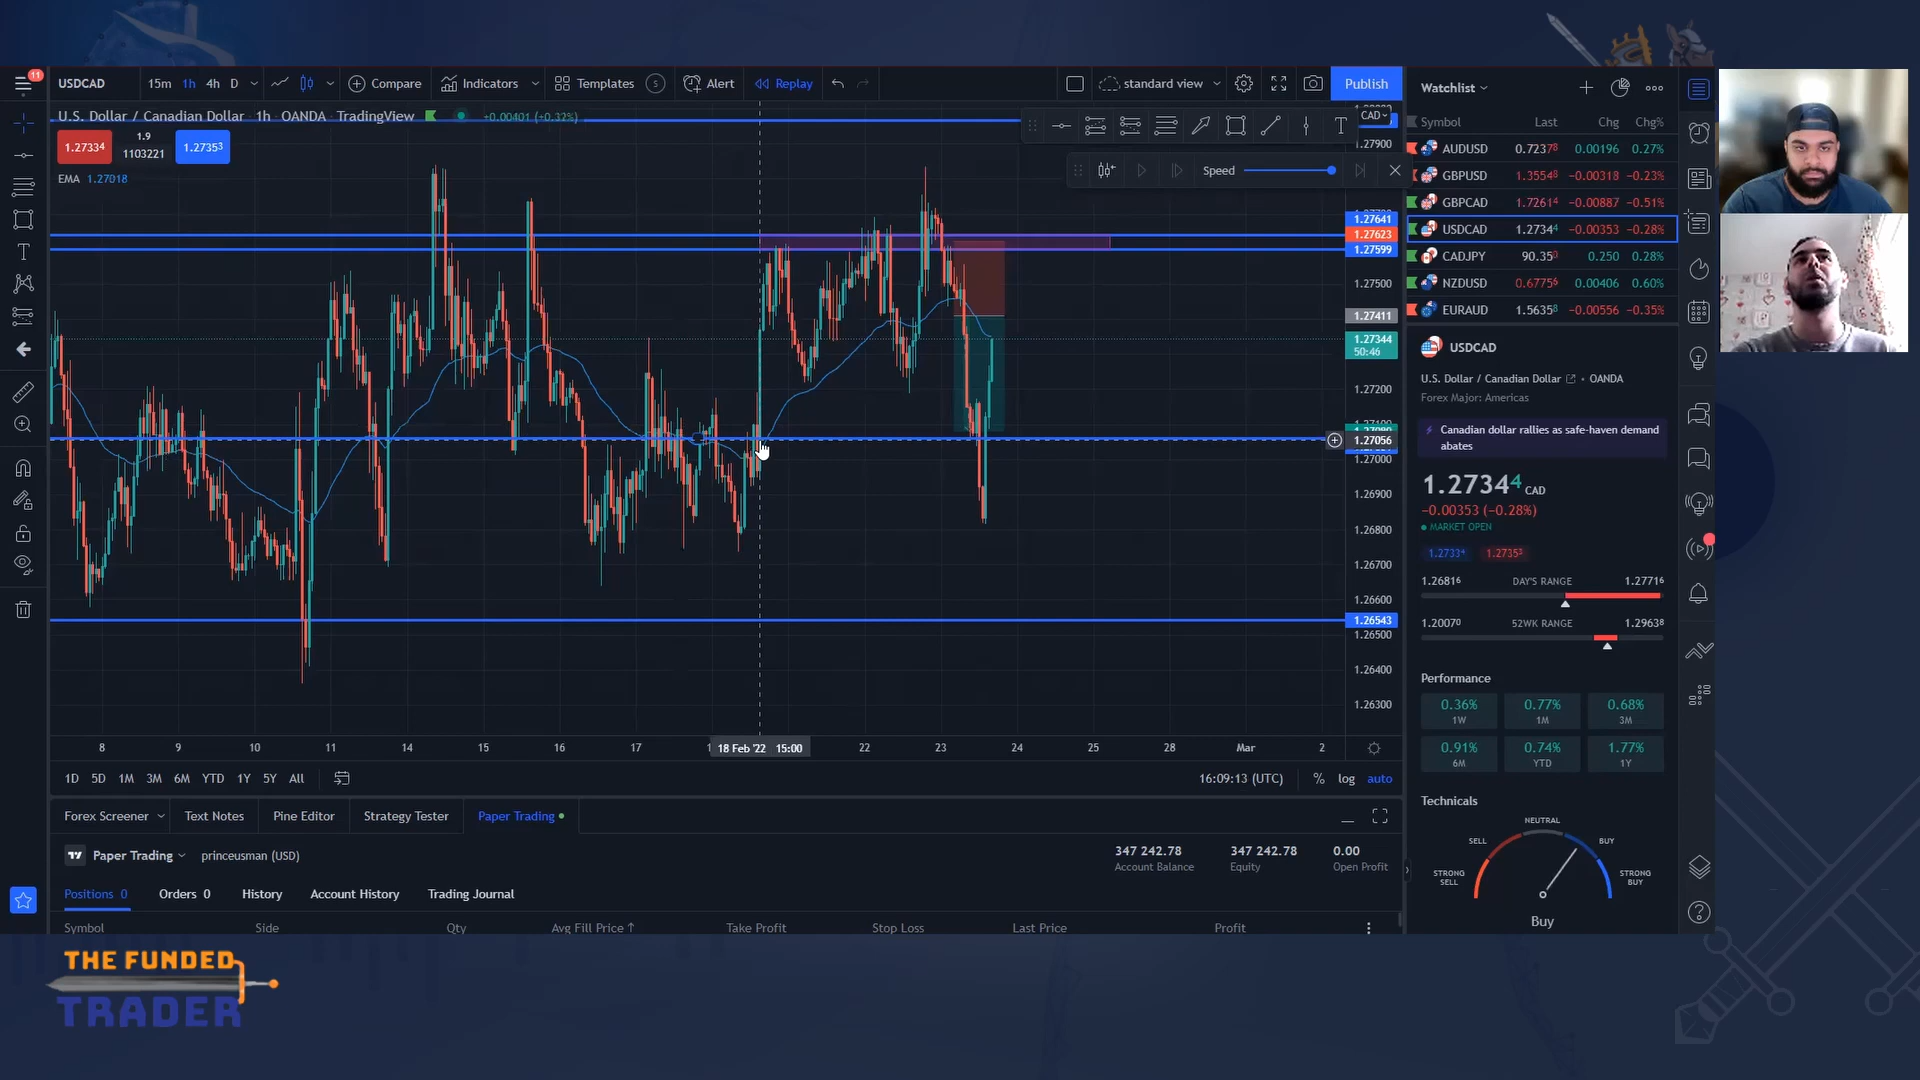 11
USDCAD
15m 1h 4h D
Compare
Indicators
Templates
S
Alert
Replay
standard view
Publish
U.S. Dollar / Canadian Dollar · 1h · OANDA · TradingView
+0.00401 (+0.32%)
1.27334
1.9
1103221
1.27353
EMA 1.27018
Speed
CAD
1.27900
1.27641
1.27623
1.27599
1.27500
1.27411
1.27344
50:46
1.27200
1.27056
1.27000
1.26900
1.26800
1.26700
1.26600
1.26543
1.26500
1.26400
1.26300
8 9 10 11 14 15 16 17 18 Feb '22 15:00 22 23 24 25 28 Mar 2
1D 5D 1M 3M 6M YTD 1Y 5Y All
16:09:13 (UTC)
% log auto
Forex Screener
Text Notes
Pine Editor
Strategy Tester
Paper Trading
Paper Trading
princeusman (USD)
347 242.78
Account Balance
347 242.78
Equity
0.00
Open Profit
Positions 0
Orders 0
History
Account History
Trading Journal
Symbol Side Qty Avg Fill Price ↑ Take Profit Stop Loss Last Price Profit
Watchlist
Symbol Last Chg Chg%
AUDUSD 0.72378 0.00196 0.27%
GBPUSD 1.35548 −0.00318 −0.23%
GBPCAD 1.72614 −0.00887 −0.51%
USDCAD 1.27344 −0.00353 −0.28%
CADJPY 90.350 0.250 0.28%
NZDUSD 0.67756 0.00406 0.60%
EURAUD 1.56358 −0.00556 −0.35%
USDCAD
U.S. Dollar / Canadian Dollar • OANDA
Forex Major: Americas
Canadian dollar rallies as safe-haven demand
abates
1.27344 CAD
−0.00353 (−0.28%)
MARKET OPEN
1.27334 1.27353
1.26816 DAY'S RANGE 1.27716
1.20070 52WK RANGE 1.29638
Performance
0.36%
1W
0.77%
1M
0.68%
3M
0.91%
6M
0.74%
YTD
1.77%
1Y
Technicals
NEUTRAL
SELL
BUY
STRONG
SELL
STRONG
BUY
Buy
THE FUNDED
TRADER